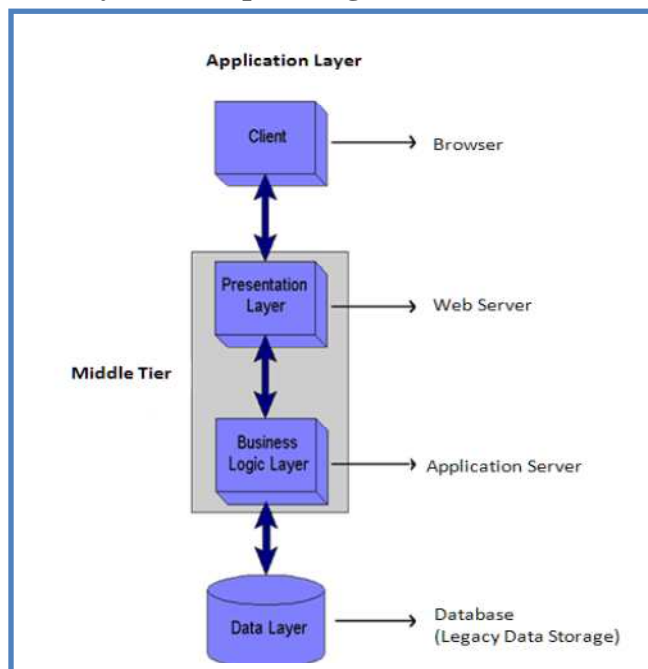 Application Layer
Client
Browser
Presentation
Layer
Web Server
Middle Tier
Business
Logic Layer
Application Server
Data Layer
Database
(Legacy Data Storage)